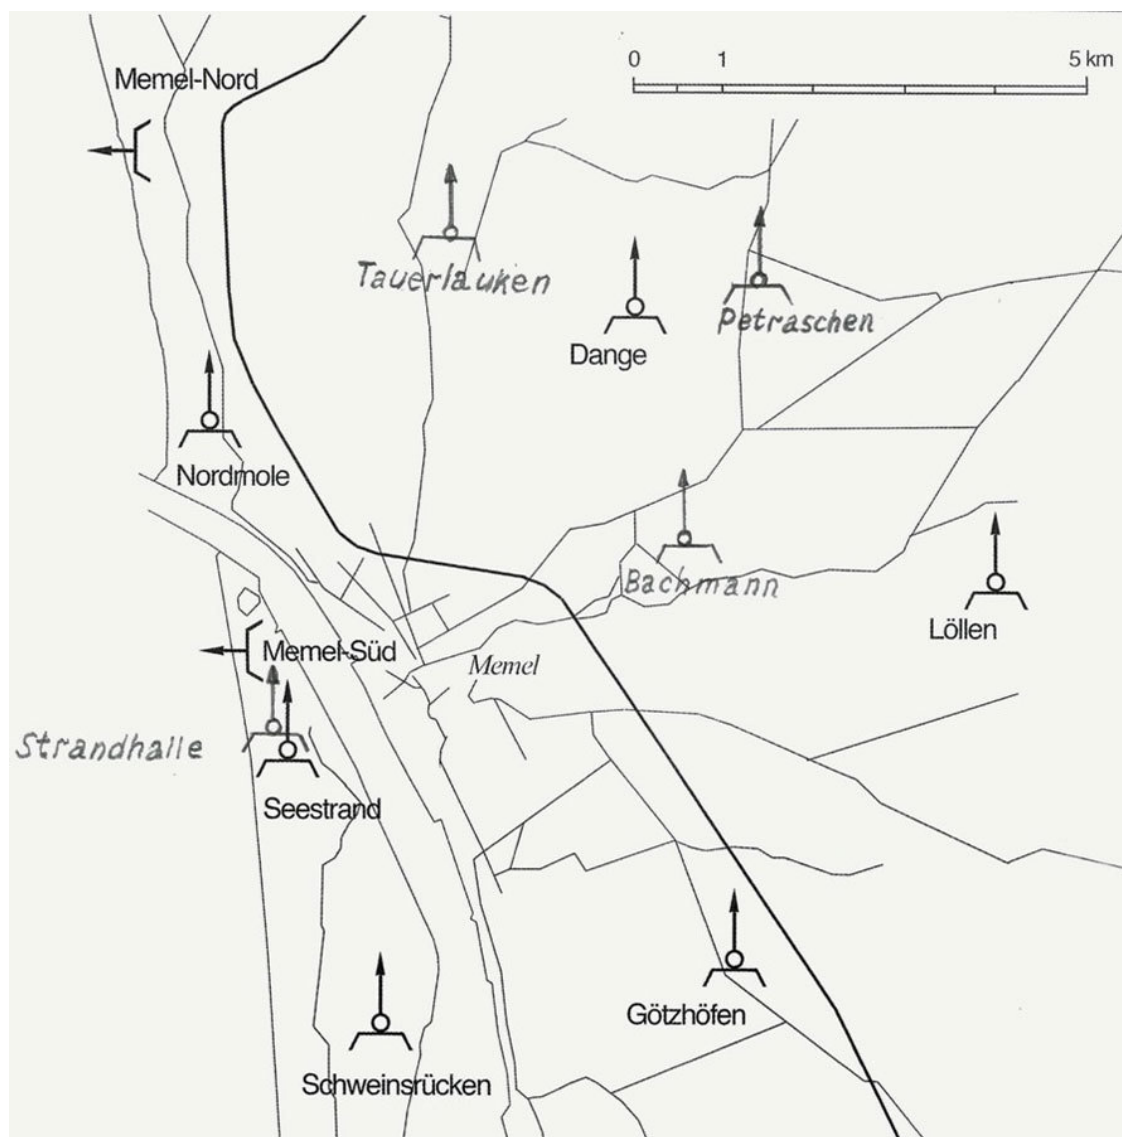 0 1 5 km
Memel-Nord
Tauerlauken
Petraschen
Dange
Nordmole
Bachmann
Löllen
Memel-Süd
Memel
Strandhalle
Seestrand
Götzhöfen
Schweinsrücken